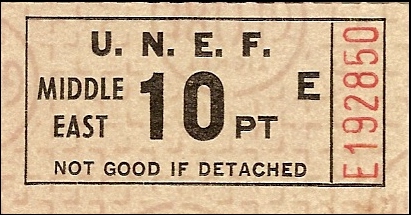 U. N. E. F.
MIDDLE EAST 10 PT E
NOT GOOD IF DETACHED
E192850